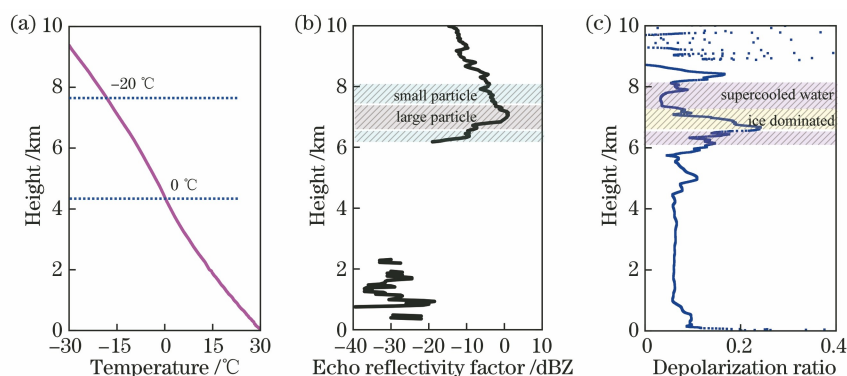 (a)
10
8
6
4
2
0
Height /km
−20 ℃
0 ℃
−30
−15
0
15
30
Temperature /℃
(b)
10
8
6
4
2
0
Height /km
small particle
large particle
−40
−30
−20
−10
0
10
Echo reflectivity factor /dBZ
(c)
10
8
6
4
2
0
Height /km
supercooled water
ice dominated
0
0.2
0.4
Depolarization ratio